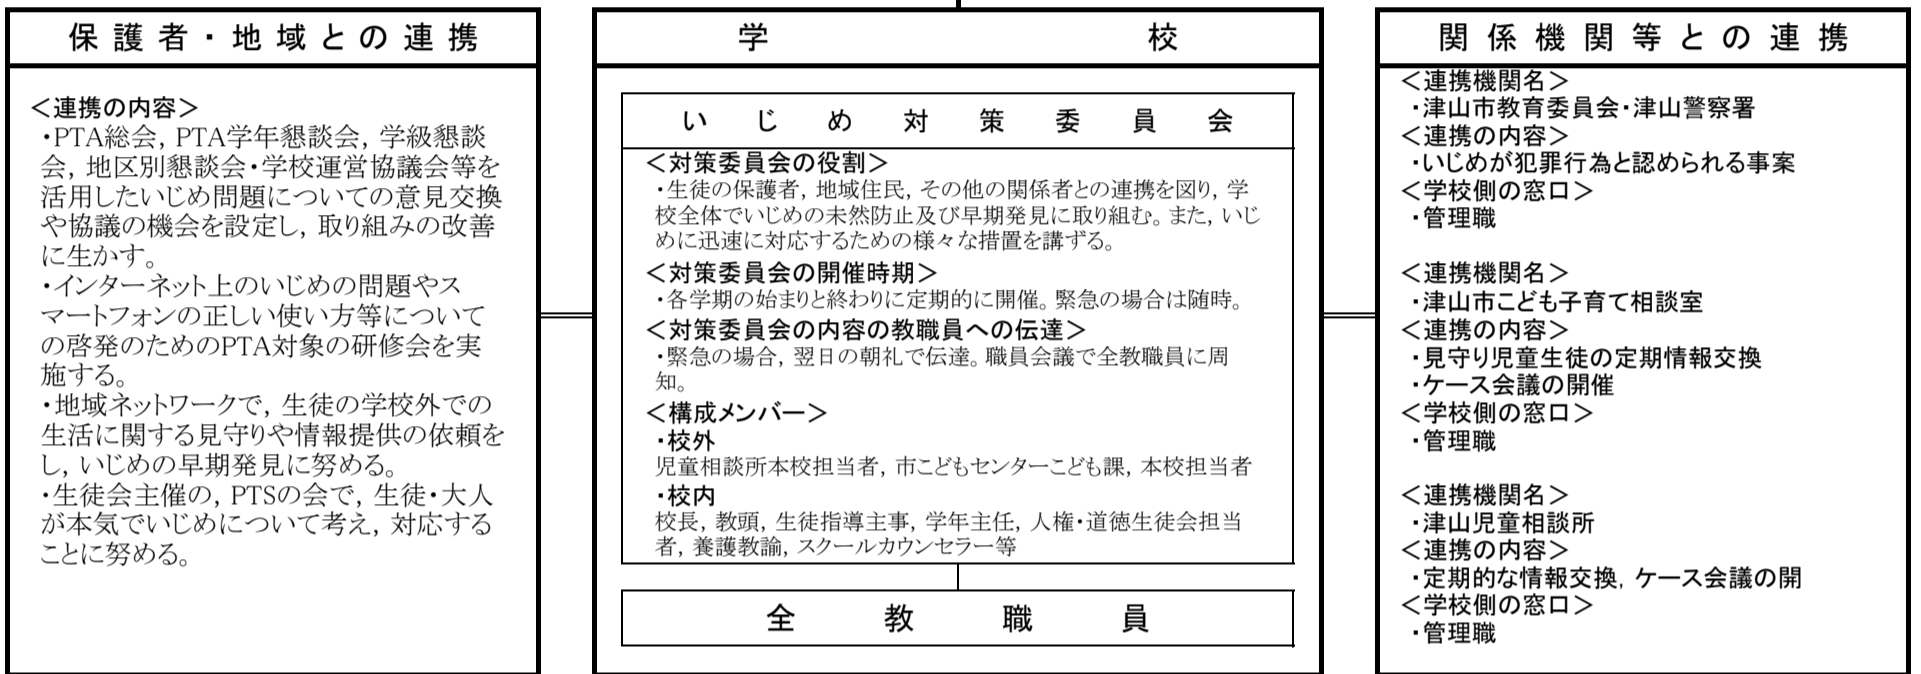 保護者・地域との連携
＜連携の内容＞
・PTA総会，PTA学年懇談会，学級懇談
会，地区別懇談会・学校運営協議会等を
活用したいじめ問題についての意見交換
や協議の機会を設定し，取り組みの改善
に生かす。
・インターネット上のいじめの問題やス
マートフォンの正しい使い方等について
の啓発のためのPTA対象の研修会を実
施する。
・地域ネットワークで，生徒の学校外での
生活に関する見守りや情報提供の依頼を
し，いじめの早期発見に努める。
・生徒会主催の，PTSの会で，生徒・大人
が本気でいじめについて考え，対応する
ことに努める。
学校
いじめ対策委員会
＜対策委員会の役割＞
・生徒の保護者，地域住民，その他の関係者との連携を図り，学
校全体でいじめの未然防止及び早期発見に取り組む。また，いじ
めに迅速に対応するための様々な措置を講ずる。
＜対策委員会の開催時期＞
・各学期の始まりと終わりに定期的に開催。緊急の場合は随時。
＜対策委員会の内容の教職員への伝達＞
・緊急の場合，翌日の朝礼で伝達。職員会議で全教職員に周
知。
＜構成メンバー＞
・校外
児童相談所本校担当者，市こどもセンターこども課，本校担当者
・校内
校長，教頭，生徒指導主事，学年主任，人権・道徳生徒会担当
者，養護教諭，スクールカウンセラー等
全教職員
関係機関等との連携
＜連携機関名＞
・津山市教育委員会・津山警察署
＜連携の内容＞
・いじめが犯罪行為と認められる事案
＜学校側の窓口＞
・管理職
＜連携機関名＞
・津山市こども子育て相談室
＜連携の内容＞
・見守り児童生徒の定期情報交換
・ケース会議の開催
＜学校側の窓口＞
・管理職
＜連携機関名＞
・津山児童相談所
＜連携の内容＞
・定期的な情報交換，ケース会議の開
＜学校側の窓口＞
・管理職